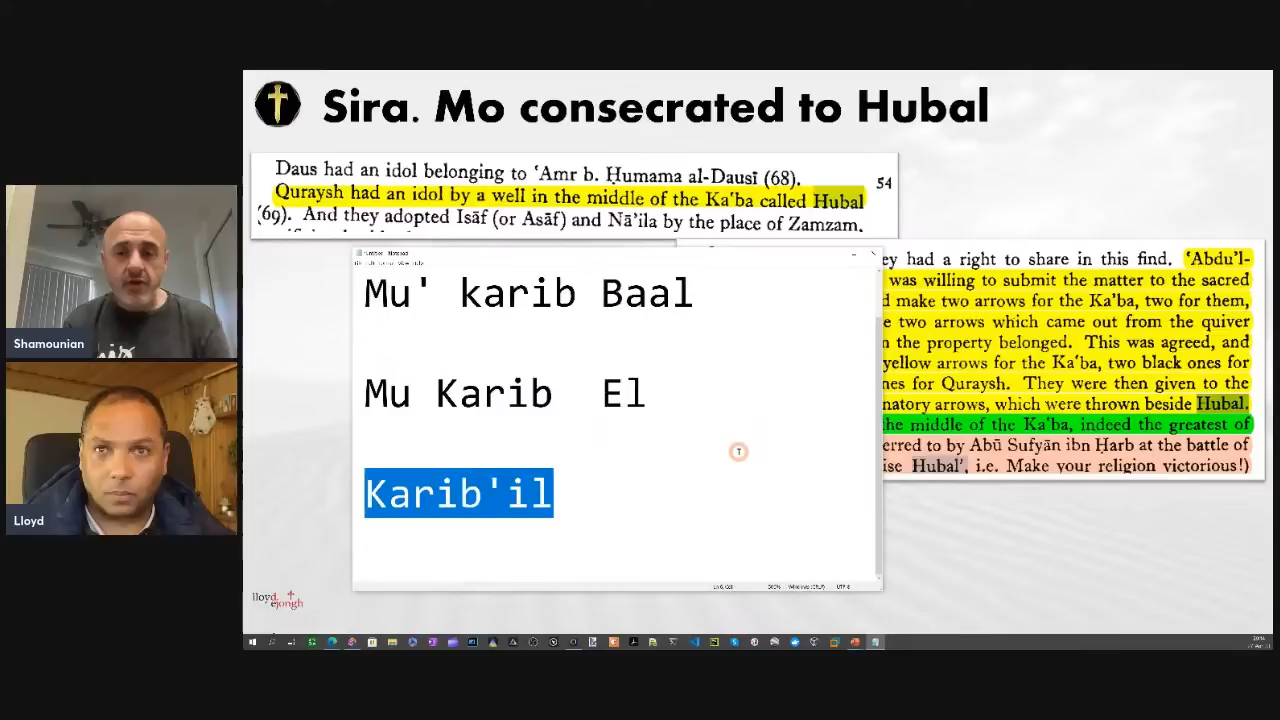 Sira. Mo consecrated to Hubal
Daus had an idol belonging to ‘Amr b. Ḥumama al-Dausī (68).
54
Quraysh had an idol by a well in the middle of the Ka‘ba called Hubal
(69). And they adopted Isāf (or Asāf) and Nā’ila by the place of Zamzam,
Mu' karib Baal
Mu Karib El
Karib'il
ey had a right to share in this find. ‘Abdu’l-
was willing to submit the matter to the sacred
d make two arrows for the Ka‘ba, two for them,
e two arrows which came out from the quiver
n the property belonged. This was agreed, and
yellow arrows for the Ka‘ba, two black ones for
nes for Quraysh. They were then given to the
natory arrows, which were thrown beside Hubal.
the middle of the Ka‘ba, indeed the greatest of
erred to by Abū Sufyān ibn Ḥarb at the battle of
ise Hubal’, i.e. Make your religion victorious!)
Shamounian
Lloyd
lloyd
ejongh